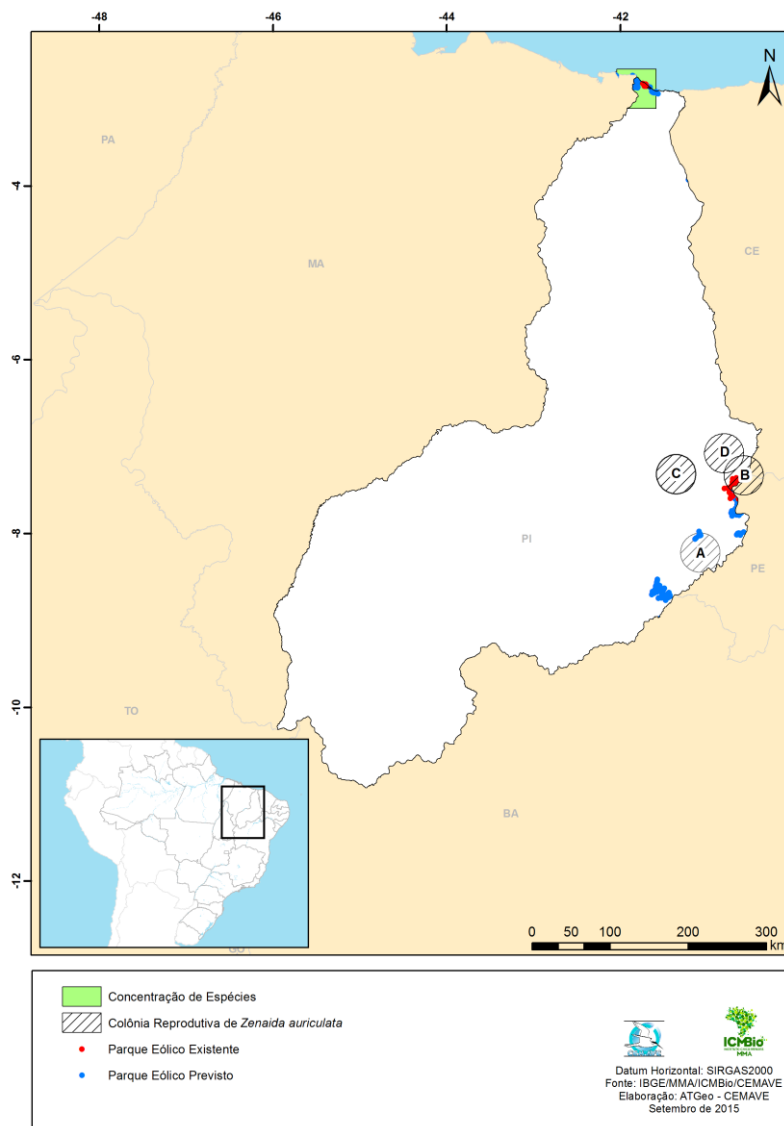 -48
-46
-44
-42
N
PA
-4
CE
MA
-6
D
C
B
-8
PI
A
PE
-10
TO
BA
-12
0 50 100 200 300
km
GO
Concentração de Espécies
Colônia Reprodutiva de Zenaida auriculata
Parque Eólico Existente
Parque Eólico Previsto
ICMBio
MMA
Datum Horizontal: SIRGAS2000
Fonte: IBGE/MMA/ICMBio/CEMAVE
Elaboração: ATGeo - CEMAVE
Setembro de 2015